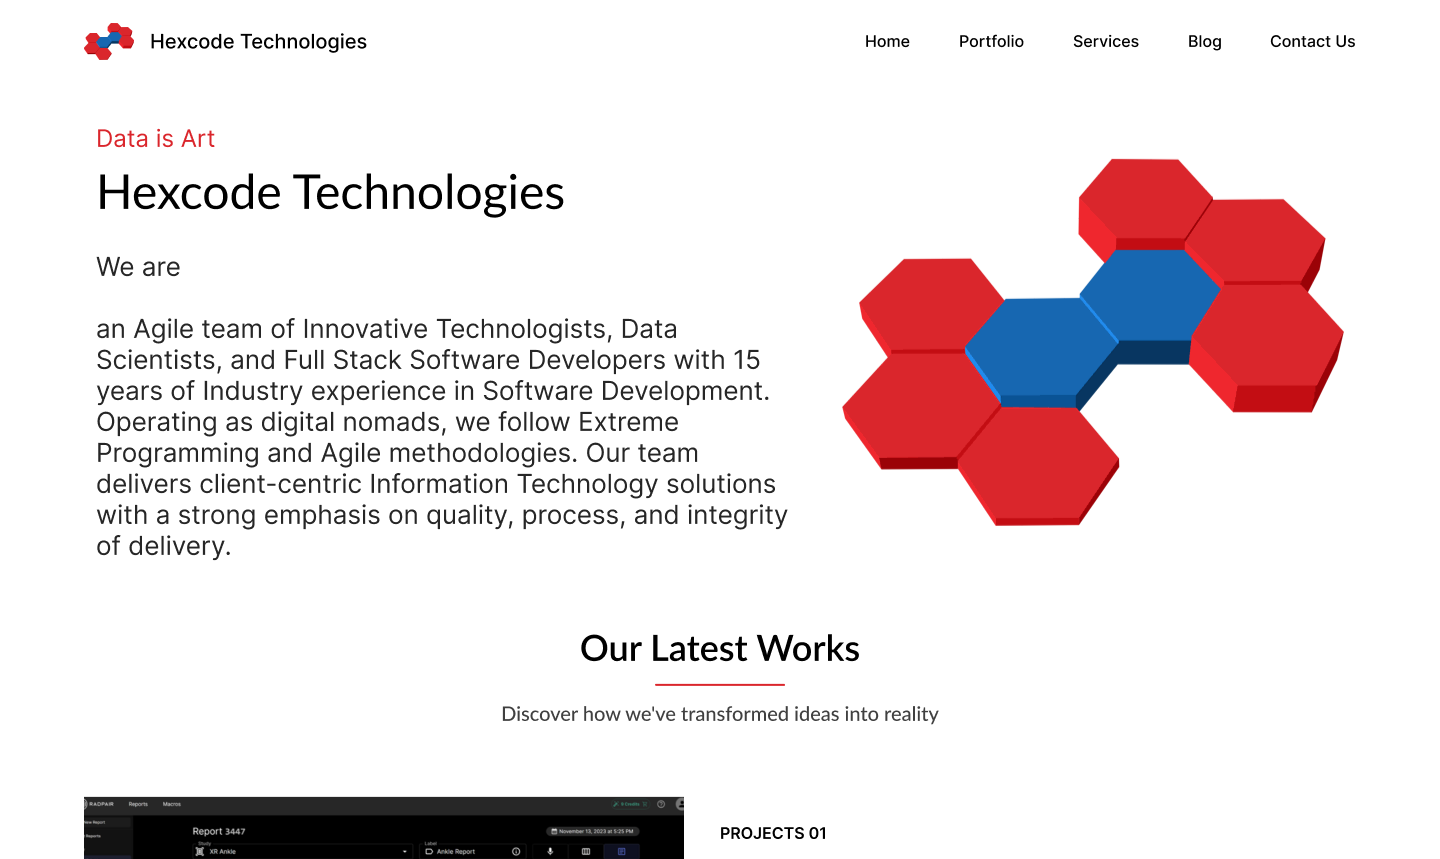 Hexcode Technologies
Home
Portfolio
Services
Blog
Contact Us
Data is Art
Hexcode Technologies
We are
an Agile team of Innovative Technologists, Data
Scientists, and Full Stack Software Developers with 15
years of Industry experience in Software Development.
Operating as digital nomads, we follow Extreme
Programming and Agile methodologies. Our team
delivers client-centric Information Technology solutions
with a strong emphasis on quality, process, and integrity
of delivery.
Our Latest Works
Discover how we've transformed ideas into reality
RADPAIR
Reports
Macros
Credits
Report 3447
November 13, 2023 at 5:25 PM
Study
XR Ankle
Label
Ankle Report
Reports
PROJECTS 01